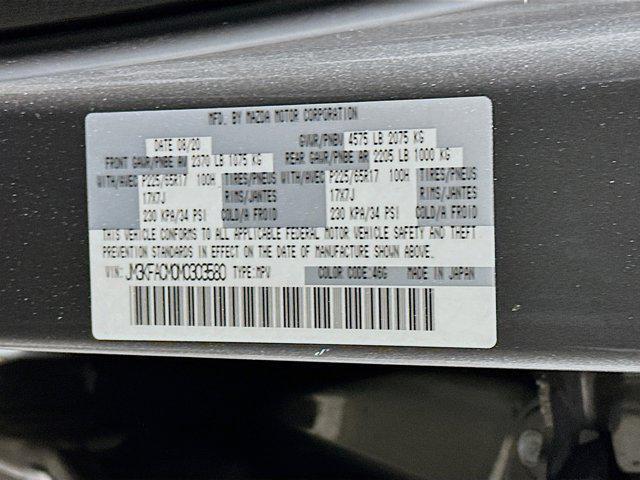 MFD. BY MAZDA MOTOR CORPORATION
DATE 08/20 GVWR/PNBV 4575 LB 2075 KG
FRONT GAWR/PNBE AV 2370 LB 1075 KG REAR GAWR/PNBE AR 2205 LB 1000 KG
WITH/AVEC P225/65R17 100H TIRES/PNEUS WITH/AVEC P225/65R17 100H TIRES/PNEUS
17X7J RIMS/JANTES 17X7J RIMS/JANTES
230 KPA/34 PSI COLD/A FROID 230 KPA/34 PSI COLD/A FROID
THIS VEHICLE CONFORMS TO ALL APPLICABLE FEDERAL MOTOR VEHICLE SAFETY AND THEFT
PREVENTION STANDARDS IN EFFECT ON THE DATE OF MANUFACTURE SHOWN ABOVE.
VIN: JM3KFACM0M0303580 TYPE:MPV COLOR CODE:46G MADE IN JAPAN